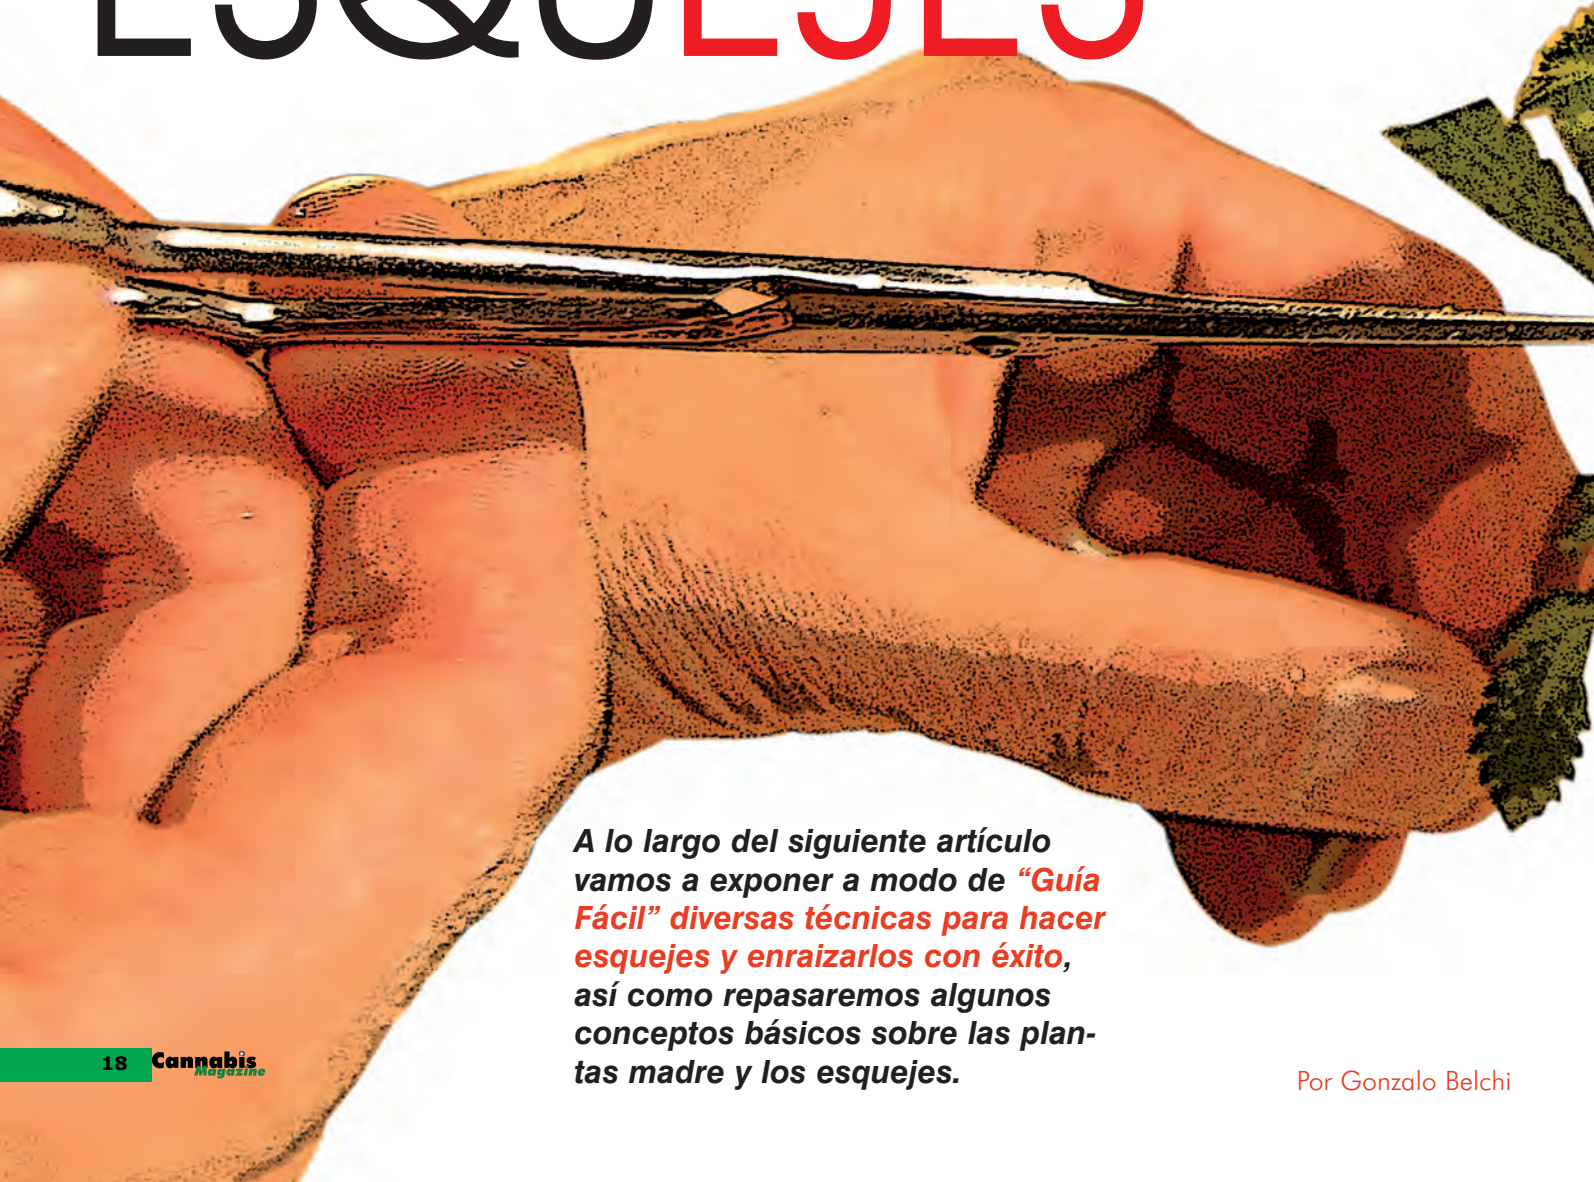 ESQUEJES
A lo largo del siguiente artículo
vamos a exponer a modo de “Guía
Fácil” diversas técnicas para hacer
esquejes y enraizarlos con éxito,
así como repasaremos algunos
conceptos básicos sobre las plan-
tas madre y los esquejes.
18 Cannabis
Magazine
Por Gonzalo Belchi